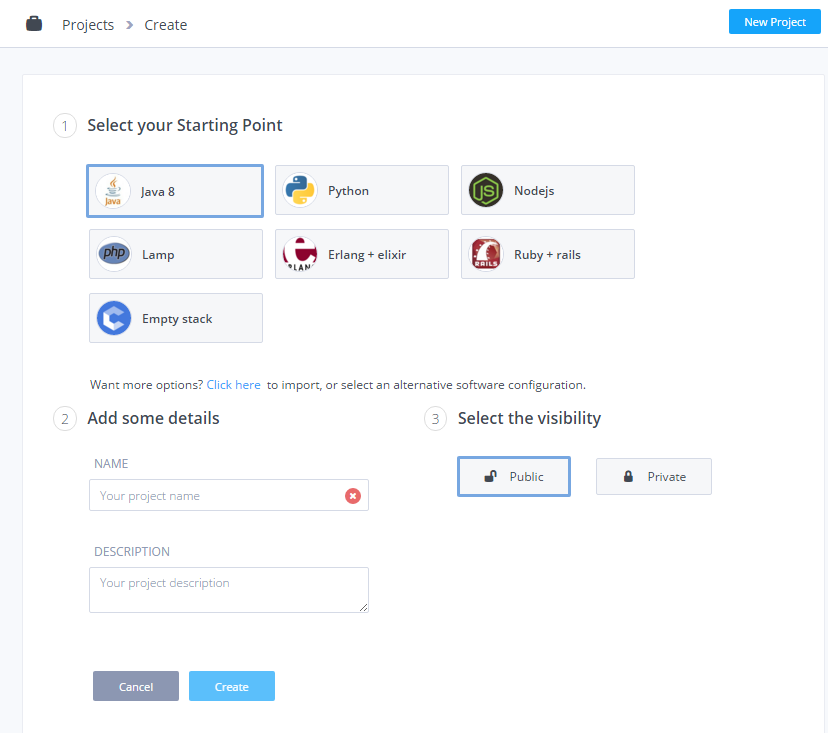 Projects > Create
New Project
1 Select your Starting Point
Java
Java 8
Python
JS
Nodejs
php
Lamp
Erlang + elixir
RAILS
Ruby + rails
Empty stack
Want more options? Click here to import, or select an alternative software configuration.
2 Add some details
NAME
Your project name
DESCRIPTION
Your project description
3 Select the visibility
Public
Private
Cancel
Create